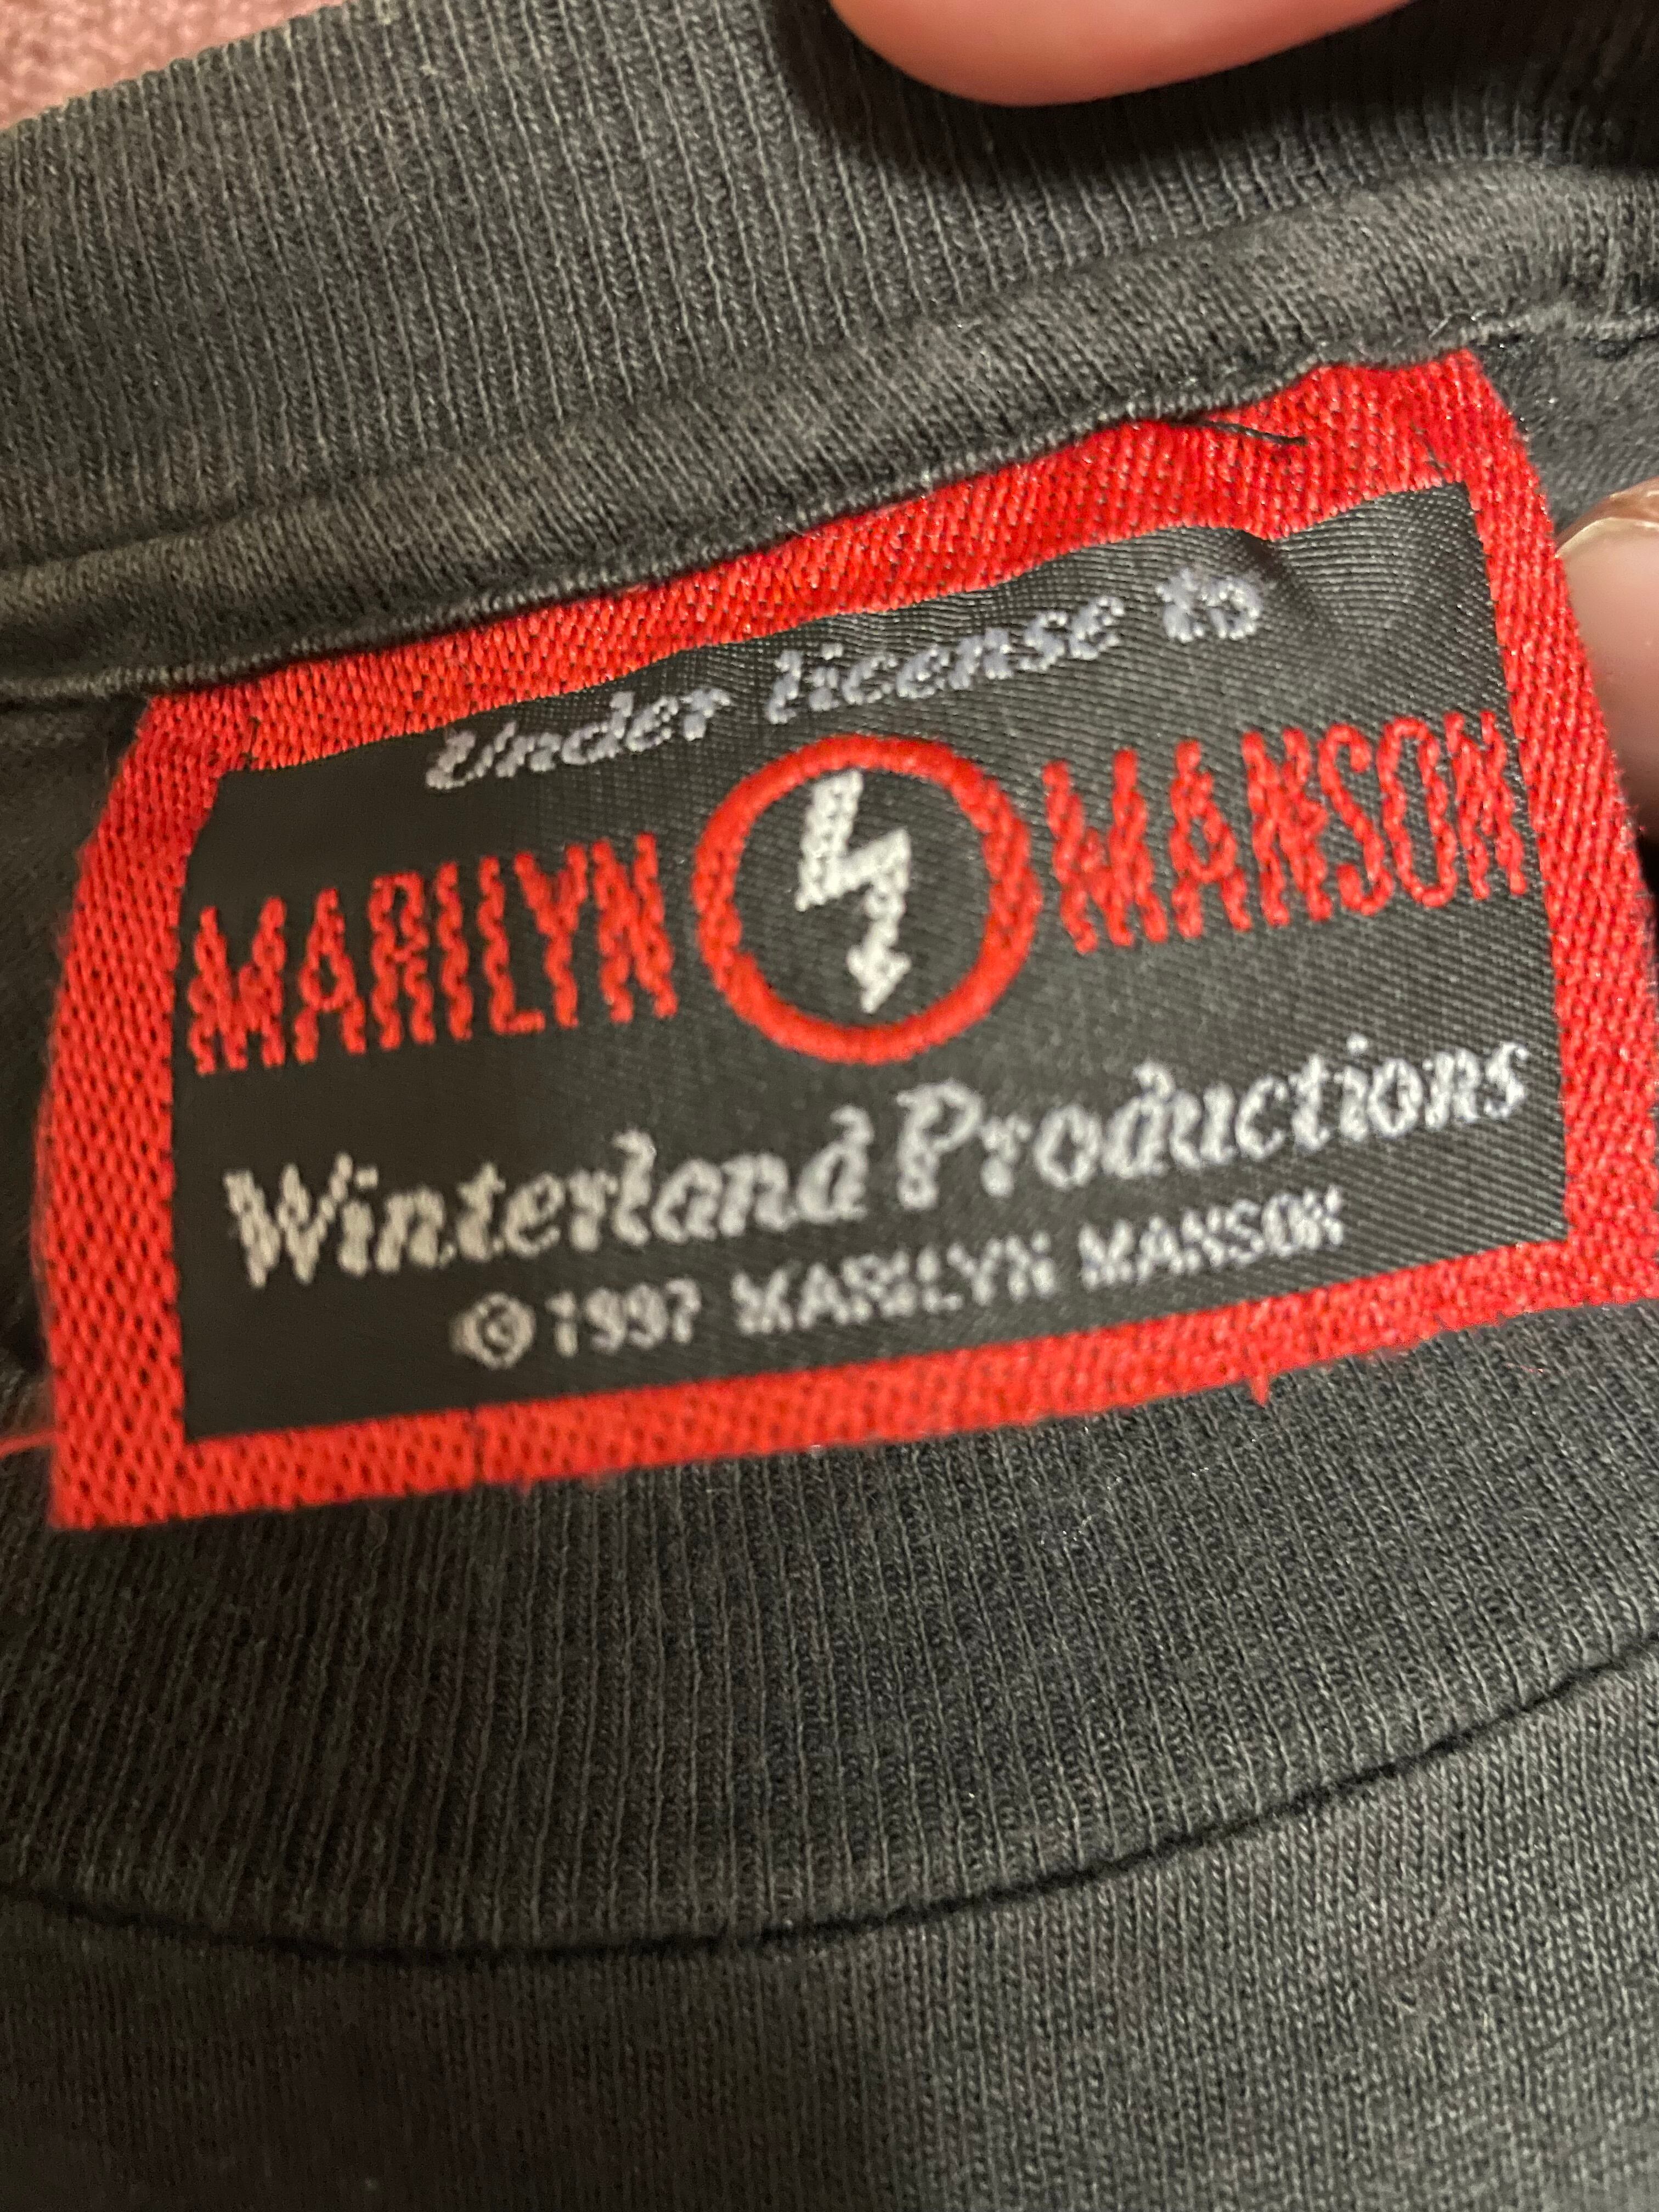 Under license to
MARILYN MANSON
Winterland Productions
© 1997 MARILYN MANSON